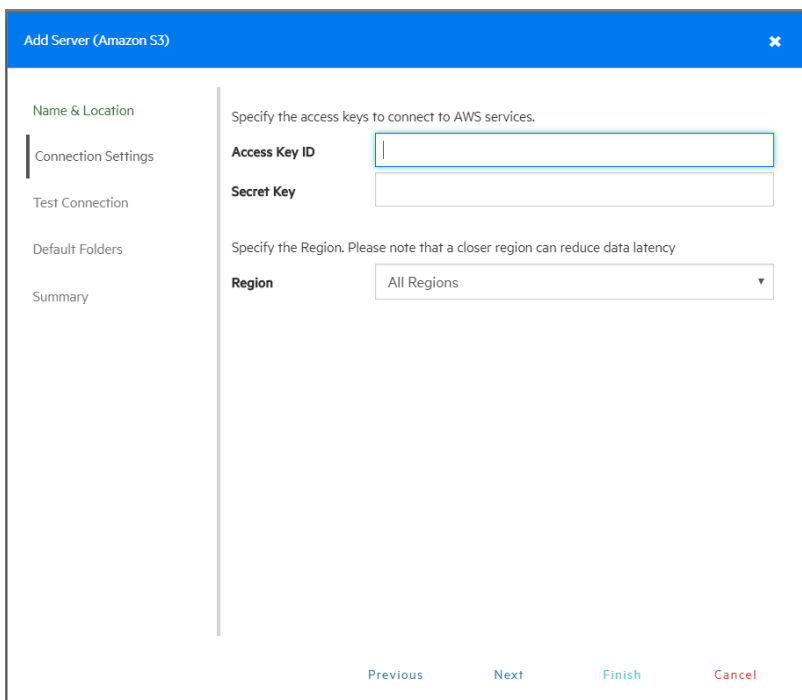 Add Server (Amazon S3)
Name & Location
Connection Settings
Test Connection
Default Folders
Summary
Specify the access keys to connect to AWS services.
Access Key ID
Secret Key
Specify the Region. Please note that a closer region can reduce data latency
Region
All Regions
Previous
Next
Finish
Cancel